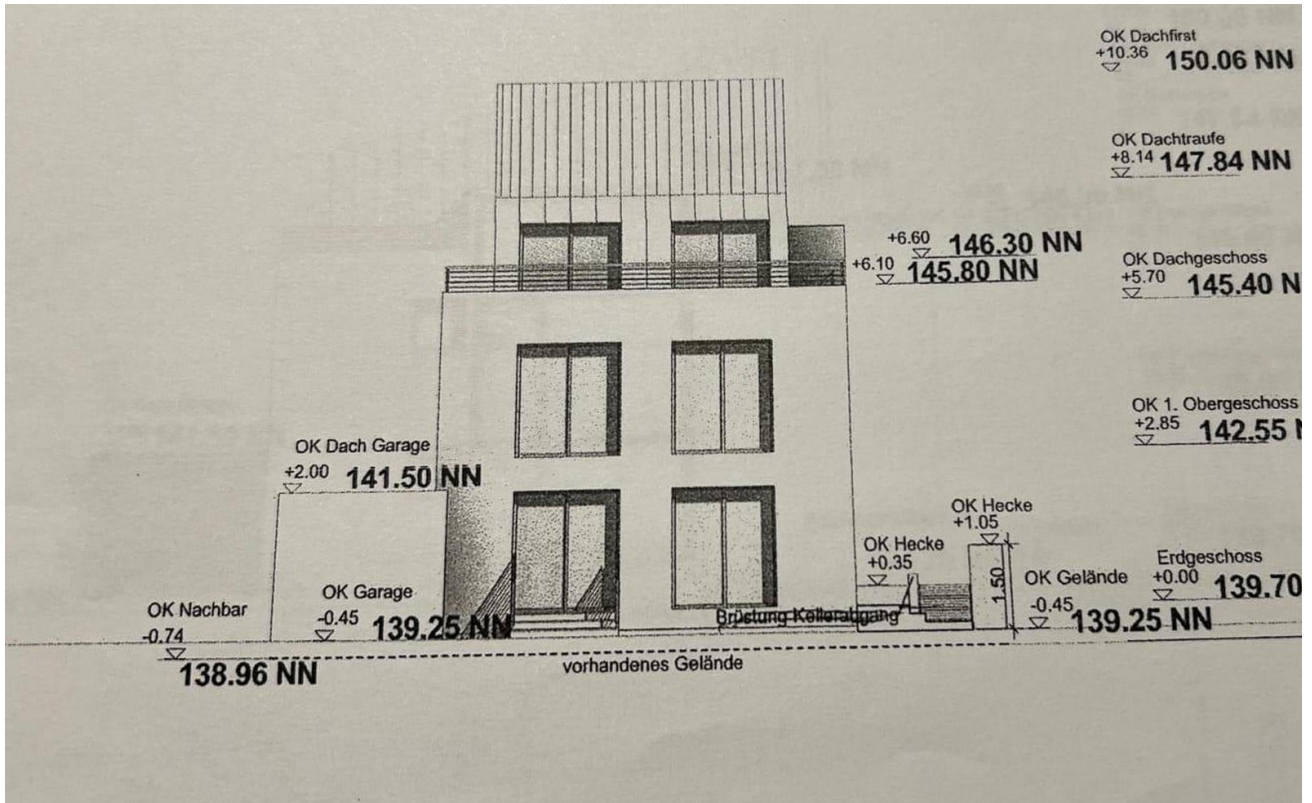 OK Dachfirst
+10.36 150.06 NN
OK Dachtraufe
+8.14 147.84 NN
+6.60 146.30 NN
+6.10 145.80 NN
OK Dachgeschoss
+5.70 145.40 N
OK 1. Obergeschoss
+2.85 142.55
OK Dach Garage
+2.00 141.50 NN
OK Hecke
+1.05
OK Hecke
+0.35
1.50
Erdgeschoss
+0.00 139.70
OK Gelände
-0.45 139.25 NN
OK Garage
-0.45 139.25 NN
Brüstung Kellerabgang
OK Nachbar
-0.74
138.96 NN
vorhandenes Gelände